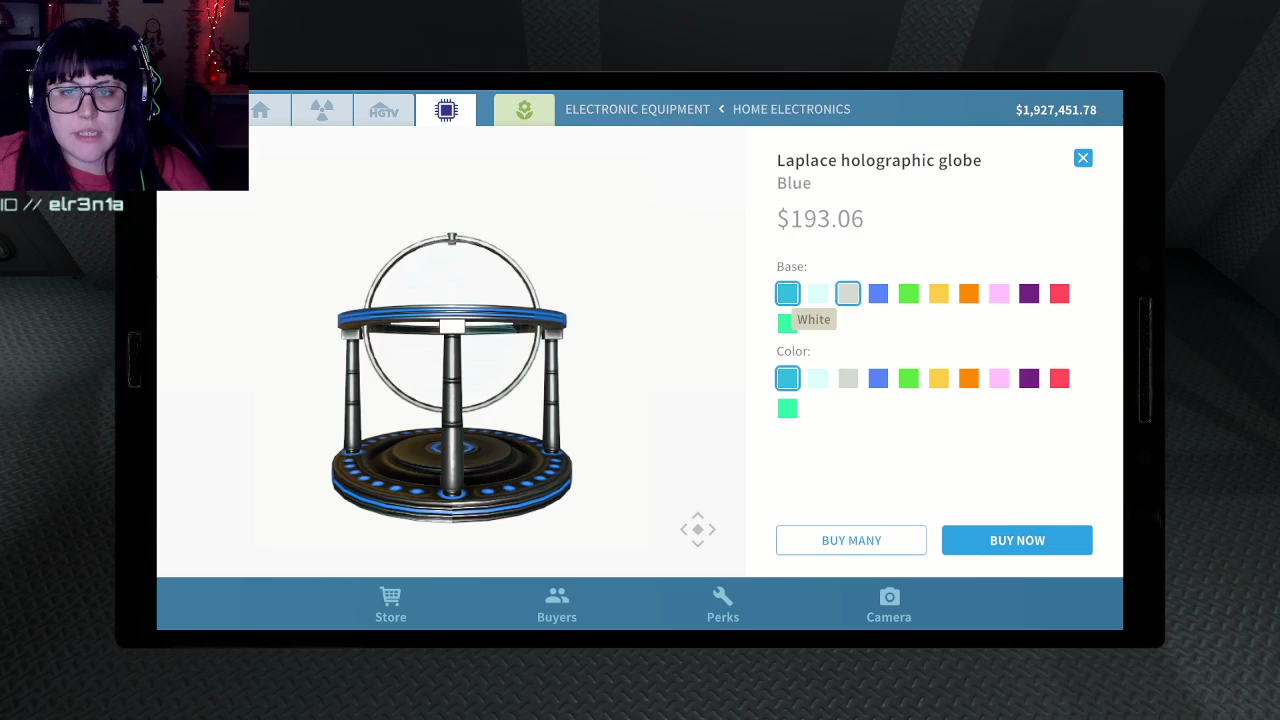 HGTV
ELECTRONIC EQUIPMENT < HOME ELECTRONICS
$1,927,451.78
Laplace holographic globe
Blue
$193.06
ID // elr3n1a
Base:
White
Color:
BUY MANY
BUY NOW
Store
Buyers
Perks
Camera